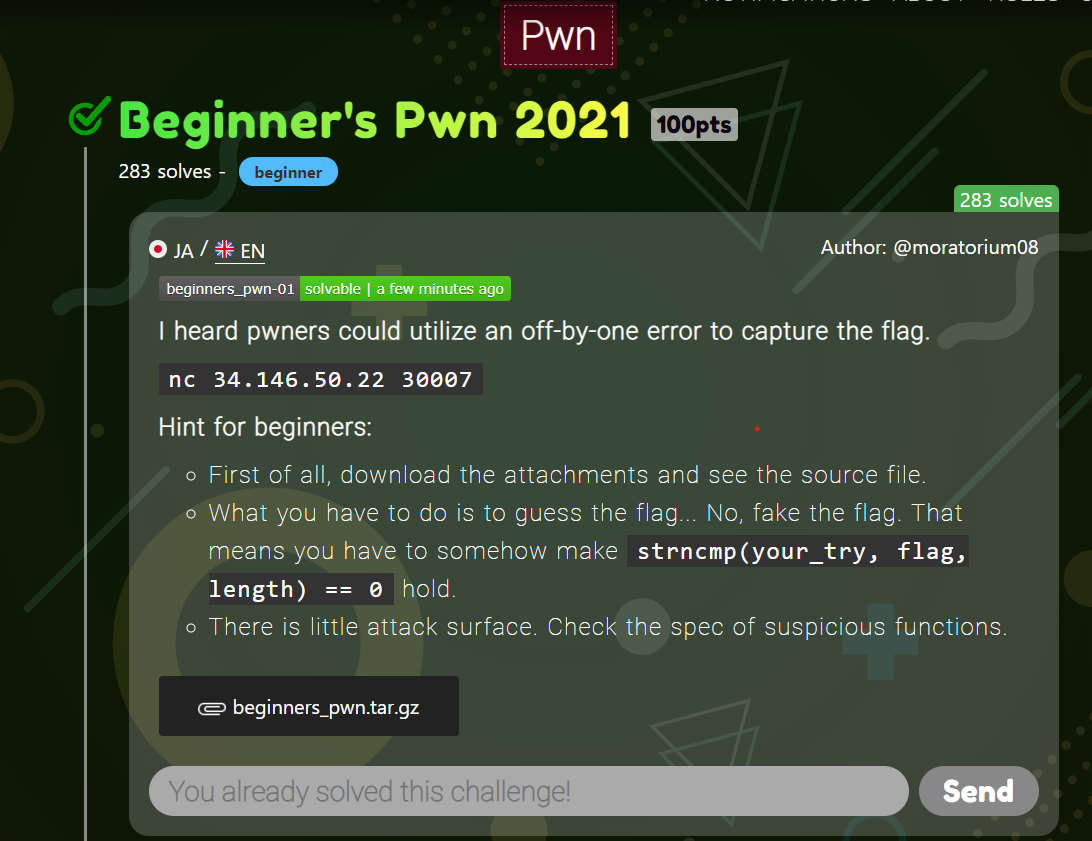 Pwn
Beginner's Pwn 2021 100pts
283 solves - beginner
283 solves
JA / EN
Author: @moratorium08
beginners_pwn-01 solvable | a few minutes ago
I heard pwners could utilize an off-by-one error to capture the flag.
nc 34.146.50.22 30007
Hint for beginners:
First of all, download the attachments and see the source file.
What you have to do is to guess the flag... No, fake the flag. That
means you have to somehow make strncmp(your_try, flag,
length) == 0 hold.
There is little attack surface. Check the spec of suspicious functions.
beginners_pwn.tar.gz
You already solved this challenge!
Send